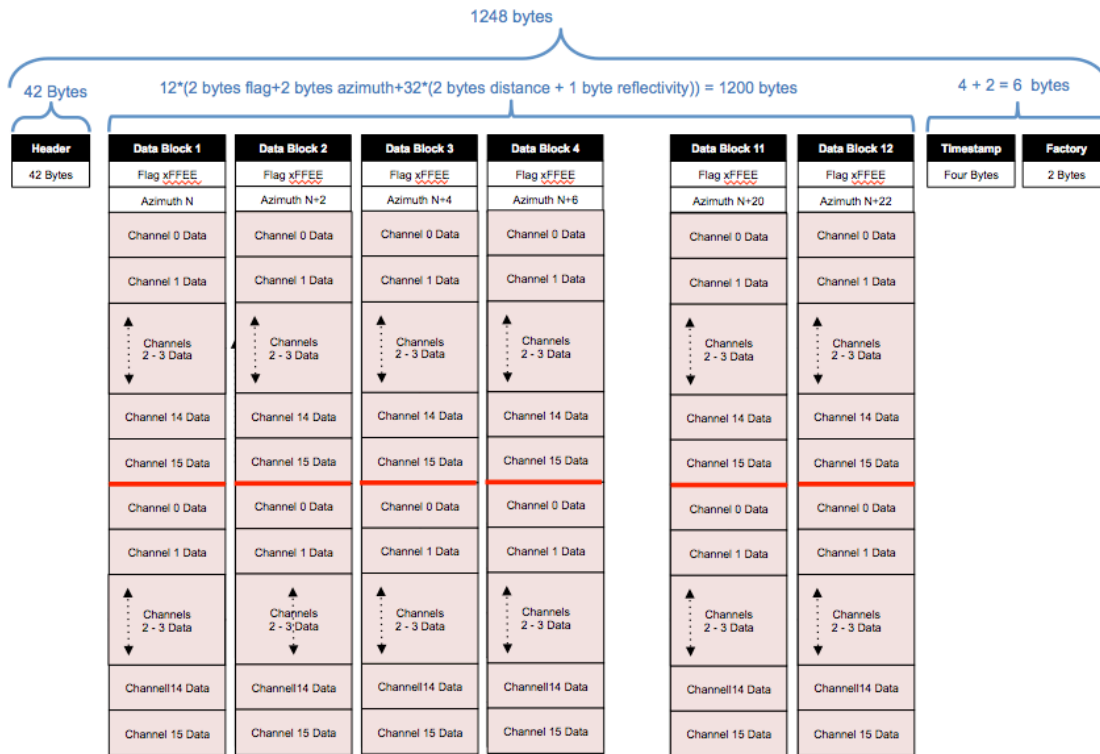 1248 bytes
42 Bytes
12*(2 bytes flag+2 bytes azimuth+32*(2 bytes distance + 1 byte reflectivity)) = 1200 bytes
4 + 2 = 6 bytes
Header
42 Bytes
Data Block 1
Flag xFFEE
Azimuth N
Channel 0 Data
Channel 1 Data
Channels
2 - 3 Data
Channel 14 Data
Channel 15 Data
Channel 0 Data
Channel 1 Data
Channels
2 - 3 Data
Channell14 Data
Channel 15 Data
Data Block 2
Flag xFFEE
Azimuth N+2
Channel 0 Data
Channel 1 Data
Channels
2 - 3 Data
Channel 14 Data
Channel 15 Data
Channel 0 Data
Channel 1 Data
Channels
2 - 3 Data
Channell14 Data
Channel 15 Data
Data Block 3
Flag xFFEE
Azimuth N+4
Channel 0 Data
Channel 1 Data
Channels
2 - 3 Data
Channel 14 Data
Channel 15 Data
Channel 0 Data
Channel 1 Data
Channels
2 - 3 Data
Channell14 Data
Channel 15 Data
Data Block 4
Flag xFFEE
Azimuth N+6
Channel 0 Data
Channel 1 Data
Channels
2 - 3 Data
Channel 14 Data
Channel 15 Data
Channel 0 Data
Channel 1 Data
Channels
2 - 3 Data
Channell14 Data
Channel 15 Data
Data Block 11
Flag xFFEE
Azimuth N+20
Channel 0 Data
Channel 1 Data
Channels
2 - 3 Data
Channel 14 Data
Channel 15 Data
Channel 0 Data
Channel 1 Data
Channels
2 - 3 Data
Channell14 Data
Channel 15 Data
Data Block 12
Flag xFFEE
Azimuth N+22
Channel 0 Data
Channel 1 Data
Channels
2 - 3 Data
Channel 14 Data
Channel 15 Data
Channel 0 Data
Channel 1 Data
Channels
2 - 3 Data
Channell14 Data
Channel 15 Data
Timestamp
Four Bytes
Factory
2 Bytes